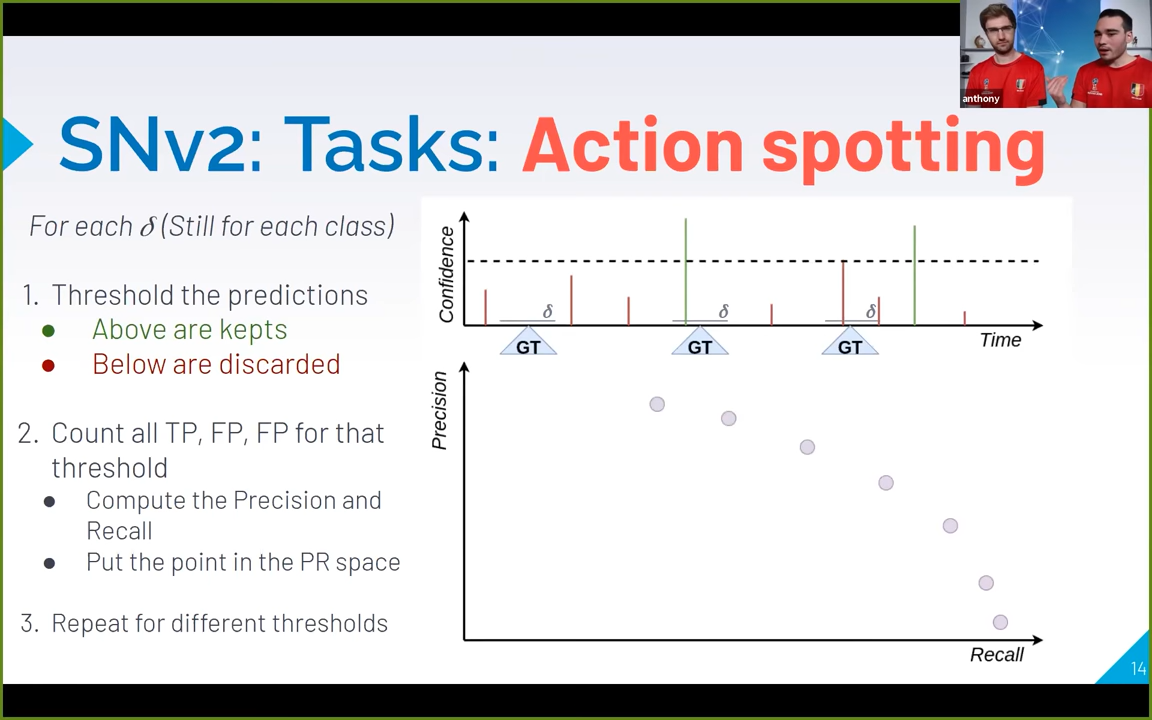 anthony
SNv2: Tasks: Action spotting
For each δ (Still for each class)
1. Threshold the predictions
● Above are kepts
● Below are discarded
2. Count all TP, FP, FP for that
threshold
● Compute the Precision and
Recall
● Put the point in the PR space
3. Repeat for different thresholds
Confidence
δ
δ
δ
GT
GT
GT
Time
Precision
Recall
14